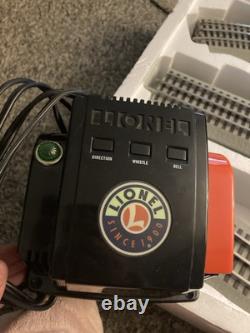 LIONEL
DIRECTION WHISTLE BELL
LIONEL
L
SINCE 1900